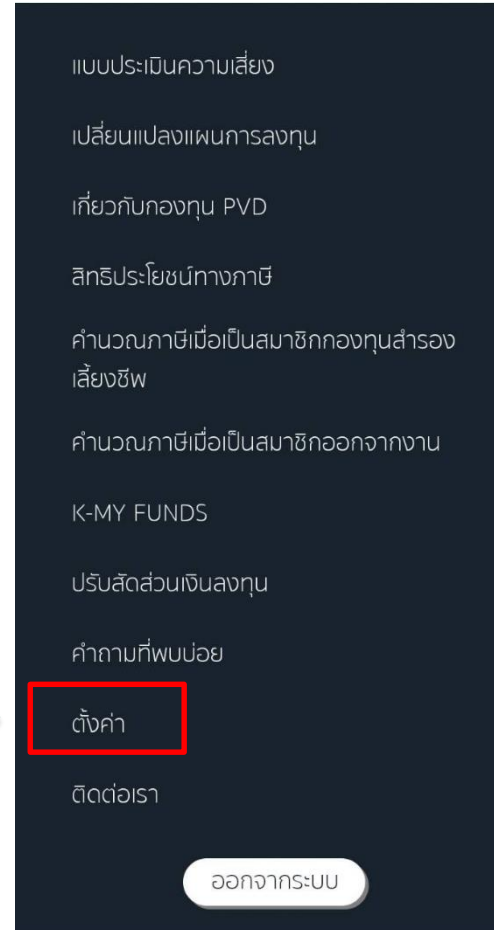 แบบประเมินความเสี่ยง
เปลี่ยนแปลงแผนการลงทุน
เกี่ยวกับกองทุน PVD
สิทธิประโยชน์ทางภาษี
คำนวณภาษีเมื่อเป็นสมาชิกกองทุนสำรอง
เลี้ยงชีพ
คำนวณภาษีเมื่อเป็นสมาชิกออกจากงาน
K-MY FUNDS
ปรับสัดส่วนเงินลงทุน
คำถามที่พบบ่อย
ตั้งค่า
ติดต่อเรา
ออกจากระบบ